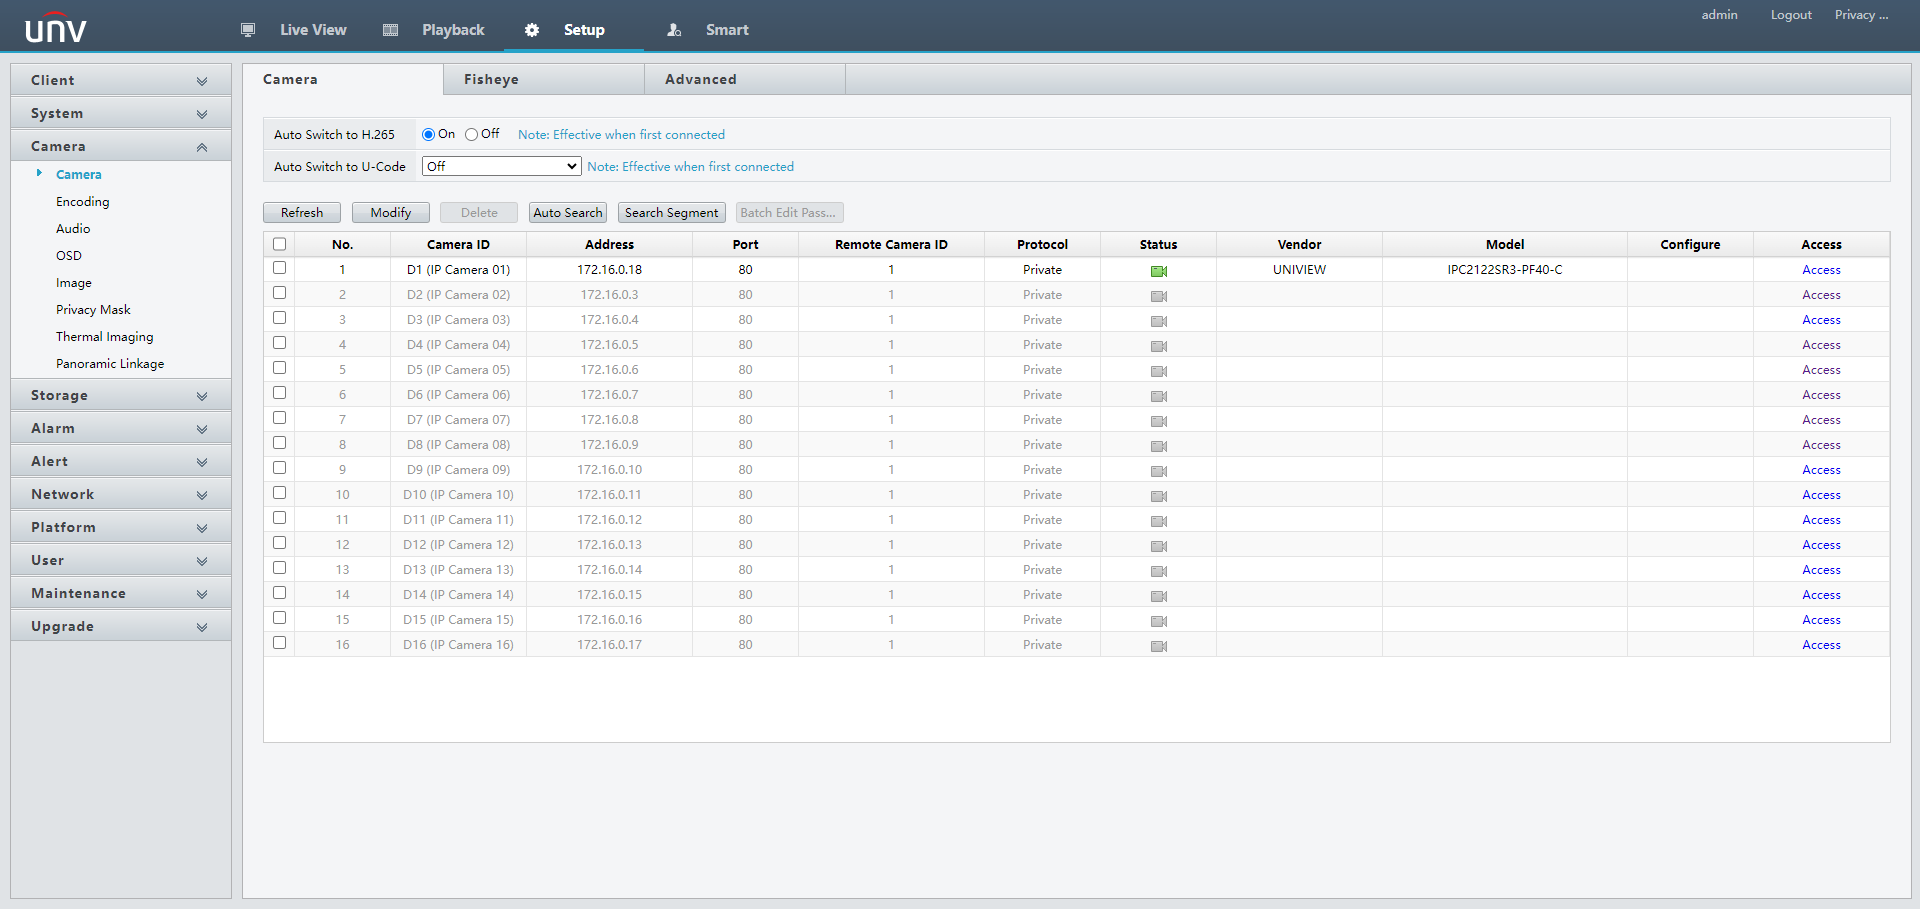 unv
Live View
Playback
Setup
Smart
admin
Logout
Privacy ...
Client
System
Camera
Camera
Encoding
Audio
OSD
Image
Privacy Mask
Thermal Imaging
Panoramic Linkage
Storage
Alarm
Alert
Network
Platform
User
Maintenance
Upgrade
Camera Fisheye Advanced
Auto Switch to H.265 On Off Note: Effective when first connected
Auto Switch to U-Code Off Note: Effective when first connected
Refresh Modify Delete Auto Search Search Segment Batch Edit Pass...
No. Camera ID Address Port Remote Camera ID Protocol Status Vendor Model Configure Access
1 D1 (IP Camera 01) 172.16.0.18 80 1 Private UNIVIEW IPC2122SR3-PF40-C Access
2 D2 (IP Camera 02) 172.16.0.3 80 1 Private Access
3 D3 (IP Camera 03) 172.16.0.4 80 1 Private Access
4 D4 (IP Camera 04) 172.16.0.5 80 1 Private Access
5 D5 (IP Camera 05) 172.16.0.6 80 1 Private Access
6 D6 (IP Camera 06) 172.16.0.7 80 1 Private Access
7 D7 (IP Camera 07) 172.16.0.8 80 1 Private Access
8 D8 (IP Camera 08) 172.16.0.9 80 1 Private Access
9 D9 (IP Camera 09) 172.16.0.10 80 1 Private Access
10 D10 (IP Camera 10) 172.16.0.11 80 1 Private Access
11 D11 (IP Camera 11) 172.16.0.12 80 1 Private Access
12 D12 (IP Camera 12) 172.16.0.13 80 1 Private Access
13 D13 (IP Camera 13) 172.16.0.14 80 1 Private Access
14 D14 (IP Camera 14) 172.16.0.15 80 1 Private Access
15 D15 (IP Camera 15) 172.16.0.16 80 1 Private Access
16 D16 (IP Camera 16) 172.16.0.17 80 1 Private Access